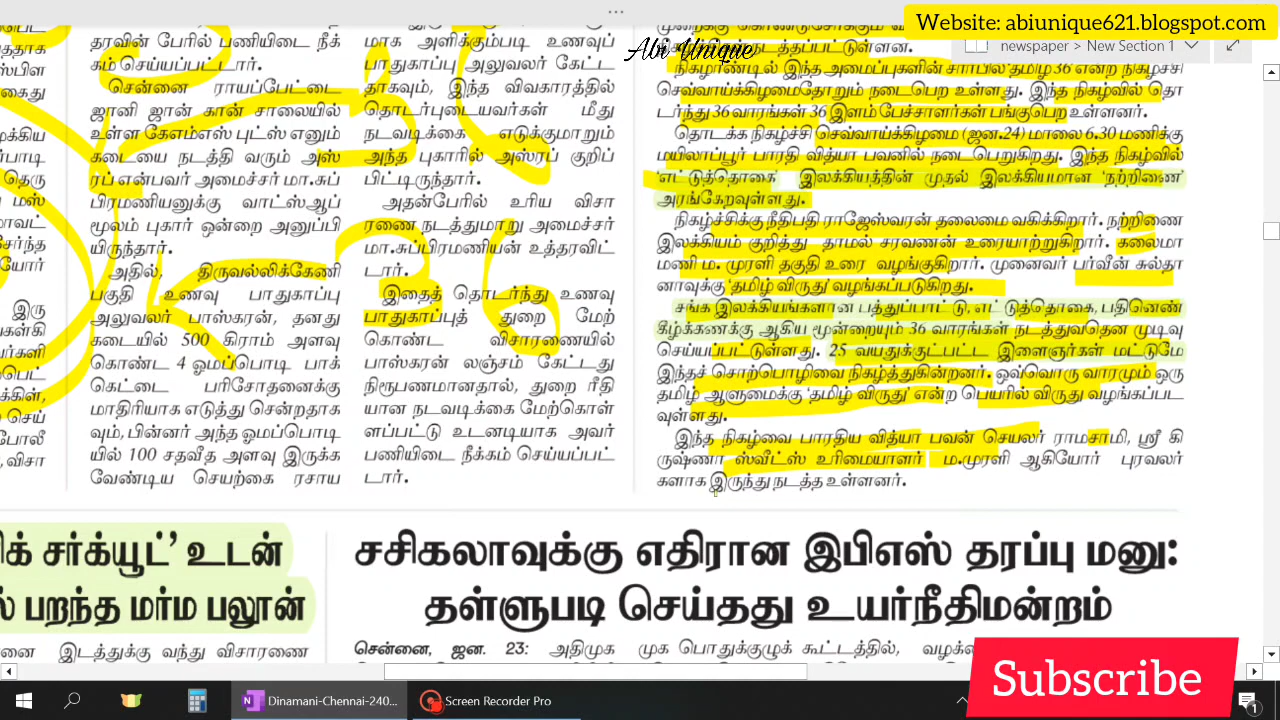 Website: abiunique621.blogspot.com
Abi Unique
newspaper > New Section 1
தரவின் பேரில் பணியிடை நீக்
கம் செய்யப்பட்டார்.
சென்னை ராயப்பேட்டை
ஜானி ஜான் கான் சாலையில்
உள்ள கேஎம்எஸ் புட்ஸ் எனும்
கடையை நடத்தி வரும் அஸ்
ரப் என்பவர் அமைச்சர் மா.சுப்
பிரமணியனுக்கு வாட்ஸ்ஆப்
மூலம் புகார் ஒன்றை அனுப்பி
யிருந்தார்.
அதில், திருவல்லிக்கேணி
பகுதி உணவு பாதுகாப்பு
அலுவலர் பாஸ்கரன், தனது
கடையில் 500 கிராம் அளவு
கொண்ட 4 ஓமப்பொடி பாக்
கெட்டை பரிசோதனைக்கு
மாதிரியாக எடுத்து சென்றதாக
வும், பின்னர் அந்த ஓமப்பொடி
யில் 100 சதவீத அளவு இருக்க
வேண்டிய செயற்கை ரசாய
மாக அளிக்கும்படி உணவுப்
பாதுகாப்பு அலுவலர் கேட்ட
தாகவும், இந்த விவகாரத்தில்
தொடர்புடையவர்கள் மீது
நடவடிக்கை எடுக்குமாறும்
அந்த புகாரில் அஸ்ரப் குறிப்
பிட்டிருந்தார்.
அதன்பேரில் உரிய விசா
ரணை நடத்துமாறு அமைச்சர்
மா.சுப்பிரமணியன் உத்தரவிட்
டார்.
இதைத் தொடர்ந்து உணவு
பாதுகாப்புத் துறை மேற்
கொண்ட விசாரணையில்
பாஸ்கரன் லஞ்சம் கேட்டது
நிரூபணமானதால், துறை ரீதி
யான நடவடிக்கை மேற்கொள்
ளப்பட்டு உடனடியாக அவர்
பணியிடை நீக்கம் செய்யப்பட்
டார்.
நடத்தப்பட்டுள்ளன.
நிகழாண்டில் இந்த அமைப்புகளின் சார்பில் 'தமிழ் 36' என்ற நிகழ்ச்சி
செவ்வாய்க்கிழமைதோறும் நடைபெற உள்ளது. இந்த நிகழ்வில் தொ
டர்ந்து 36 வாரங்கள் 36 இளம் பேச்சாளர்கள் பங்குபெற உள்ளனர்.
தொடக்க நிகழ்ச்சி செவ்வாய்க்கிழமை (ஜன.24) மாலை 6.30 மணிக்கு
மயிலாப்பூர் பாரதி வித்யா பவனில் நடைபெறுகிறது. இந்த நிகழ்வில்
'எட்டுத்தொகை' இலக்கியத்தின் முதல் இலக்கியமான 'நற்றிணை'
அரங்கேறவுள்ளது.
நிகழ்ச்சிக்கு நீதிபதி ராஜேஸ்வரன் தலைமை வகிக்கிறார். நற்றிணை
இலக்கியம் குறித்து தாமல் சரவணன் உரையாற்றுகிறார். கலைமா
மணி ம. முரளி தகுதி உரை வழங்குகிறார். முனைவர் பர்வீன் சுல்தா
னாவுக்கு 'தமிழ் விருது' வழங்கப்படுகிறது.
சங்க இலக்கியங்களான பத்துப்பாட்டு, எட்டுத்தொகை, பதினெண்
கீழ்க்கணக்கு ஆகிய மூன்றையும் 36 வாரங்கள் நடத்துவதென முடிவு
செய்யப்பட்டுள்ளது. 25 வயதுக்குட்பட்ட இளைஞர்கள் மட்டுமே
இந்தச் சொற்பொழிவை நிகழ்த்துகின்றனர். ஒவ்வொரு வாரமும் ஒரு
தமிழ் ஆளுமைக்கு 'தமிழ் விருது' என்ற பெயரில் விருது வழங்கப்பட
வுள்ளது.
இந்த நிகழ்வை பாரதிய வித்யா பவன் செயலர் ராமசாமி, ஸ்ரீ கி
ருஷ்ணா ஸ்வீட்ஸ் உரிமையாளர் ம.முரளி ஆகியோர் புரவலர்
களாக இருந்து நடத்த உள்ளனர்.
சர்க்யூட்' உடன்
பறந்த மர்ம பலூன்
இடத்துக்கு வந்து விசாரணை
சசிகலாவுக்கு எதிரான இபிஎஸ் தரப்பு மனு:
தள்ளுபடி செய்தது உயர்நீதிமன்றம்
சென்னை, ஜன. 23: அதிமுக
முக பொதுக்குழுக் கூட்டத்தில்,
Subscribe
Dinamani-Chennai-240...
Screen Recorder Pro
1